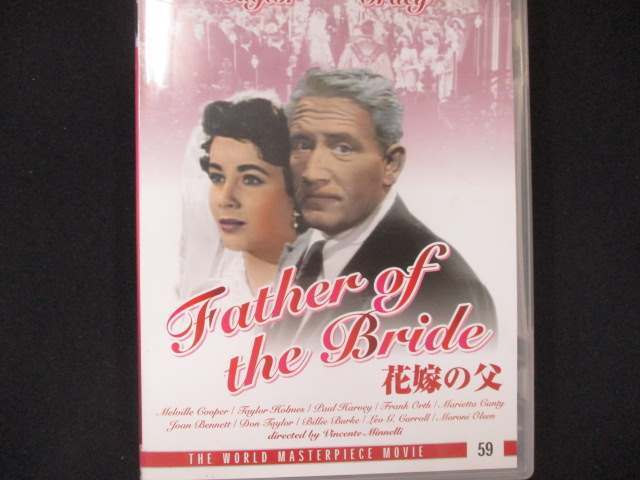 Father of
the Bride
花嫁の父
Melville Cooper / Taylor Holmes / Paul Harvey / Frank Orth / Marietta Canty
Joan Bennett / Don Taylor / Billie Burke / Leo G. Carroll / Moroni Olsen
directed by Vincente Minnelli
THE WORLD MASTERPIECE MOVIE 59